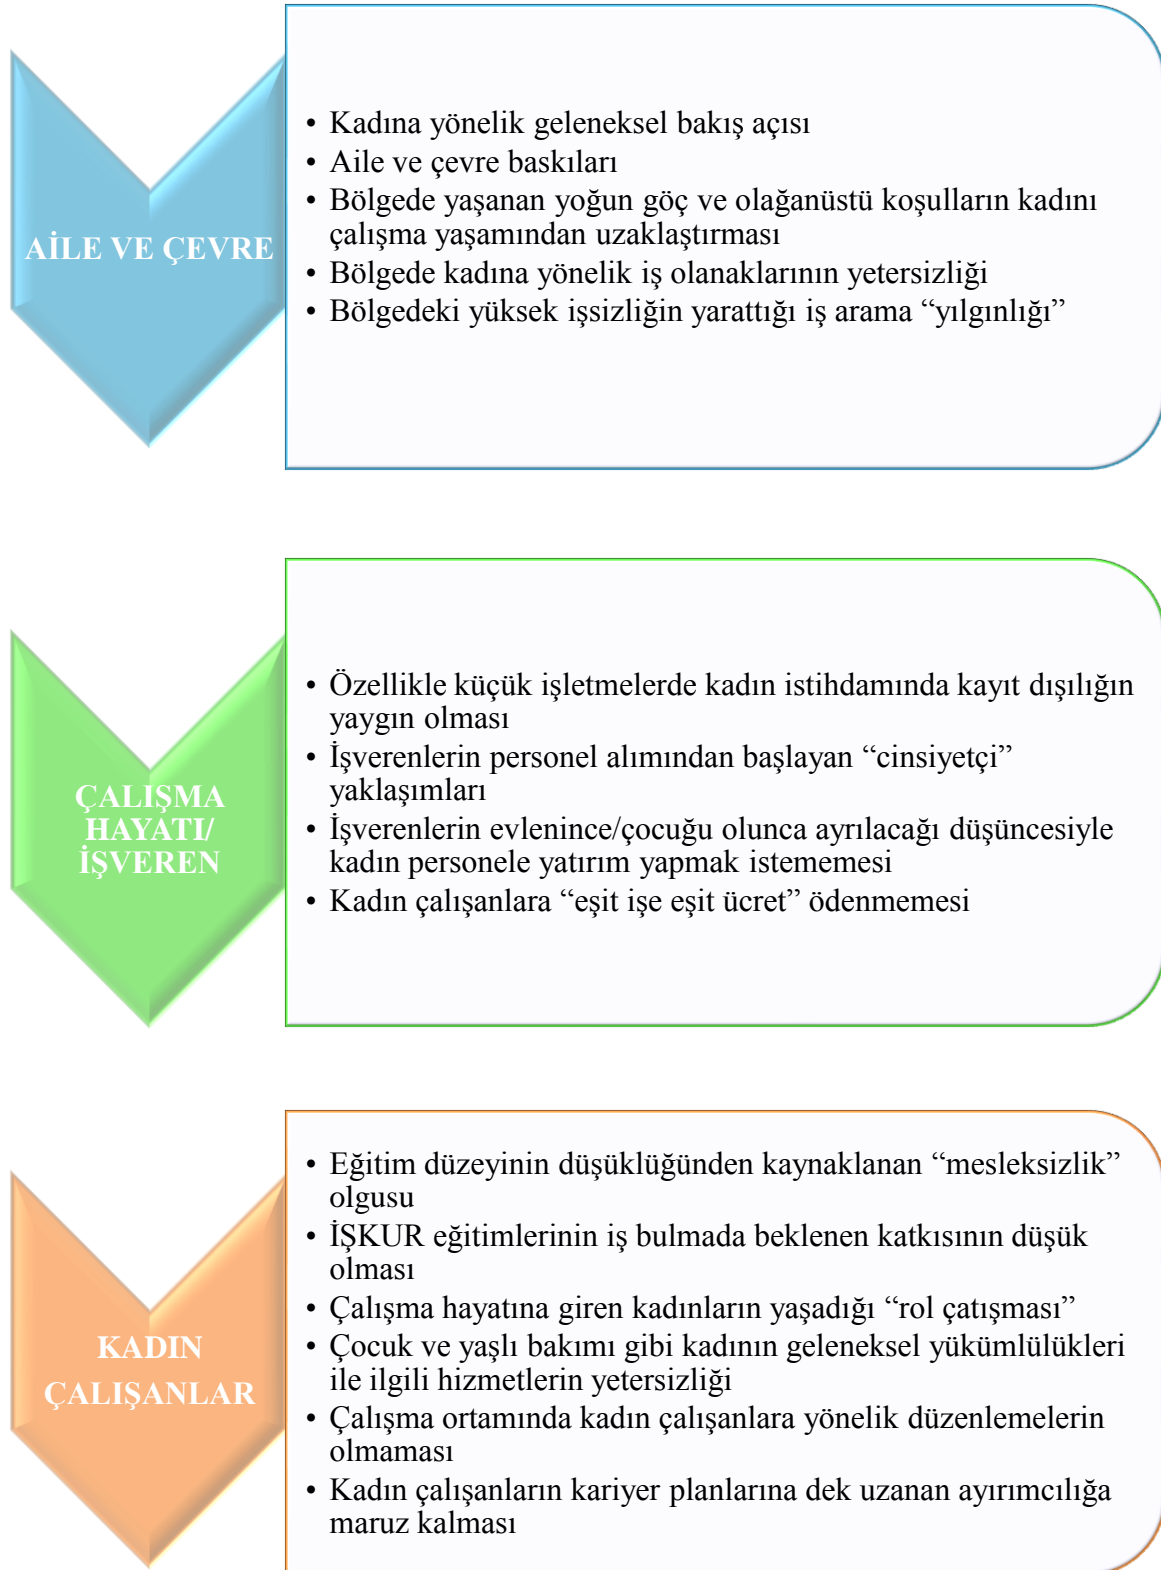 AİLE VE ÇEVRE
• Kadına yönelik geleneksel bakış açısı
• Aile ve çevre baskıları
• Bölgede yaşanan yoğun göç ve olağanüstü koşulların kadını
çalışma yaşamından uzaklaştırması
• Bölgede kadına yönelik iş olanaklarının yetersizliği
• Bölgedeki yüksek işsizliğin yarattığı iş arama “yılgınlığı”
ÇALIŞMA
HAYATI/
İŞVEREN
• Özellikle küçük işletmelerde kadın istihdamında kayıt dışılığın
yaygın olması
• İşverenlerin personel alımından başlayan “cinsiyetçi”
yaklaşımları
• İşverenlerin evlenince/çocuğu olunca ayrılacağı düşüncesiyle
kadın personele yatırım yapmak istememesi
• Kadın çalışanlara “eşit işe eşit ücret” ödenmemesi
KADIN
ÇALIŞANLAR
• Eğitim düzeyinin düşüklüğünden kaynaklanan “mesleksizlik”
olgusu
• İŞKUR eğitimlerinin iş bulmada beklenen katkısının düşük
olması
• Çalışma hayatına giren kadınların yaşadığı “rol çatışması”
• Çocuk ve yaşlı bakımı gibi kadının geleneksel yükümlülükleri
ile ilgili hizmetlerin yetersizliği
• Çalışma ortamında kadın çalışanlara yönelik düzenlemelerin
olmaması
• Kadın çalışanların kariyer planlarına dek uzanan ayırımcılığa
maruz kalması